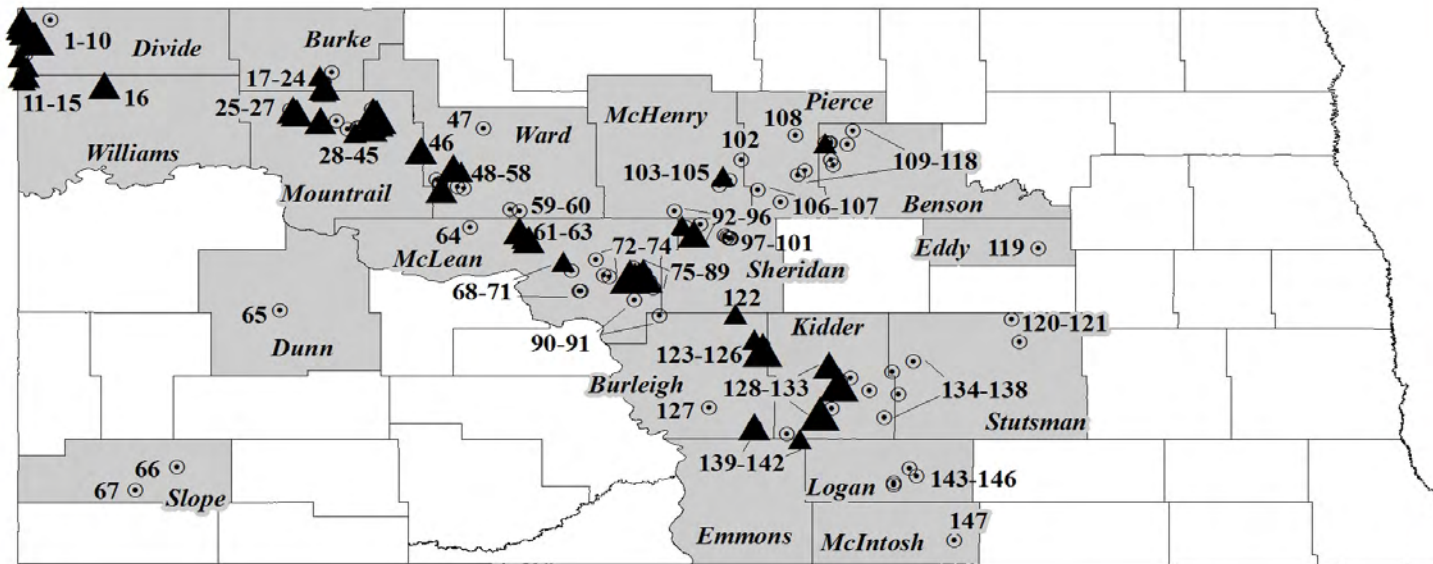 1-10
Divide
Burke
17-24
11-15
16
25-27
Williams
28-45
Mountrail
46
47
Ward
48-58
McHenry
Pierce
108
102
103-105
109-118
106-107
Benson
59-60
92-96
64
61-63
McLean
72-74
75-89
97-101
Sheridan
Eddy
119
68-71
122
65
Dunn
90-91
Kidder
120-121
123-126
Burleigh
128-133
127
134-138
Stutsman
66
67
Slope
139-142
Logan
143-146
Emmons
McIntosh
147